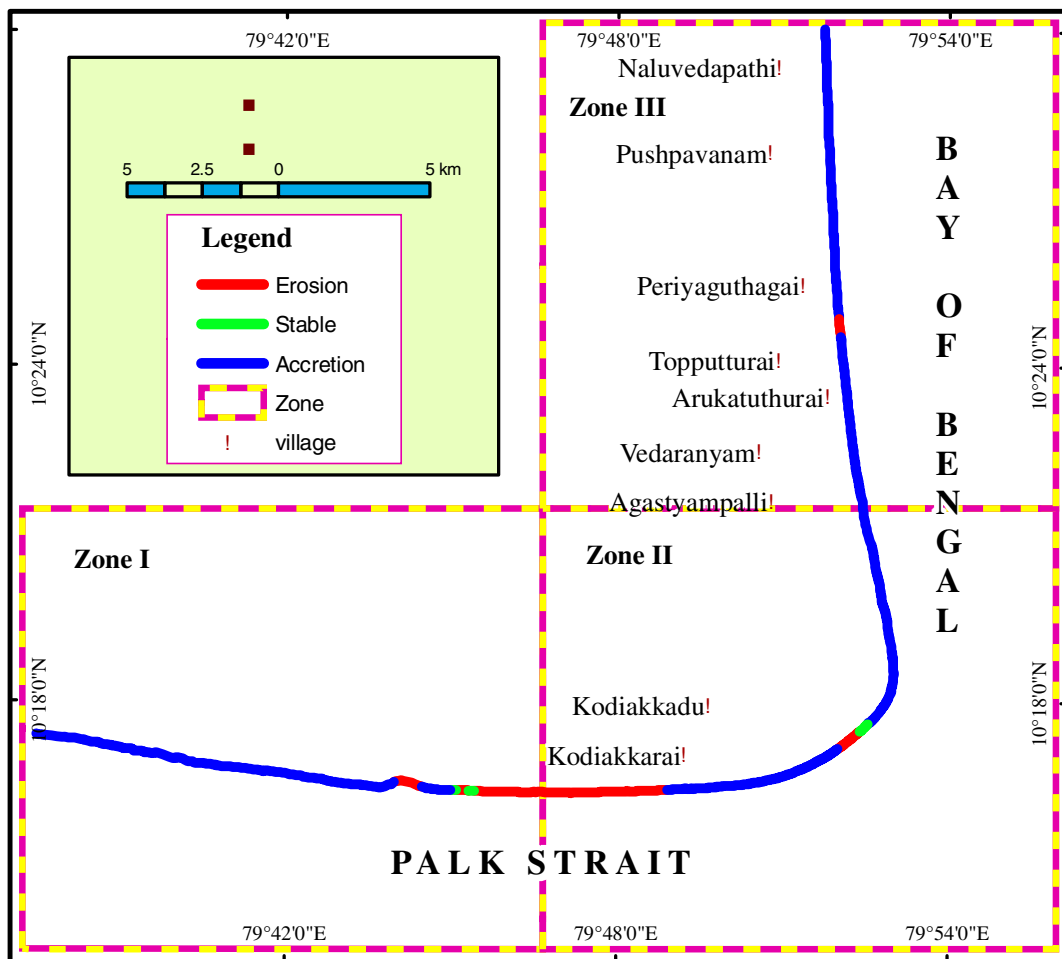 79°42'0"E 79°48'0"E 79°54'0"E
Naluvedapathi!
Zone III
Pushpavanam!
5 2.5 0 5 km
Legend
Erosion
Stable
Accretion
Zone
! village
Periyaguthagai!
Topputturai!
Arukatuthurai!
Vedaranyam!
Agastyampalli!
BAY OF BENGAL
10°24'0"N
10°24'0"N
Zone I
Zone II
Kodiakkadu!
Kodiakkarai!
10°18'0"N
10°18'0"N
PALK STRAIT
79°42'0"E 79°48'0"E 79°54'0"E